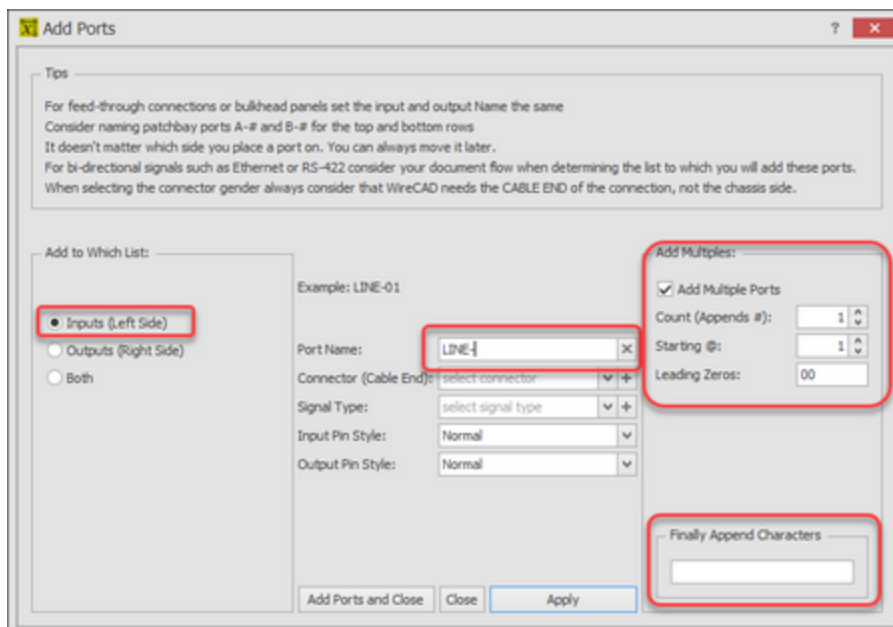 Add Ports
Tips
For feed-through connections or bulkhead panels set the input and output Name the same
Consider naming patchbay ports A-# and B-# for the top and bottom rows
It doesn't matter which side you place a port on. You can always move it later.
For bi-directional signals such as Ethernet or RS-422 consider your document flow when determining the list to which you will add these ports.
When selecting the connector gender always consider that WireCAD needs the CABLE END of the connection, not the chassis side.
Add to Which List:
Inputs (Left Side)
Outputs (Right Side)
Both
Example: LINE-01
Port Name: LINE-
Connector (Cable End): select connector
Signal Type: select signal type
Input Pin Style: Normal
Output Pin Style: Normal
Add Ports and Close Close Apply
Add Multiples:
Add Multiple Ports
Count (Appends #): 1
Starting @: 1
Leading Zeros: 00
Finally Append Characters